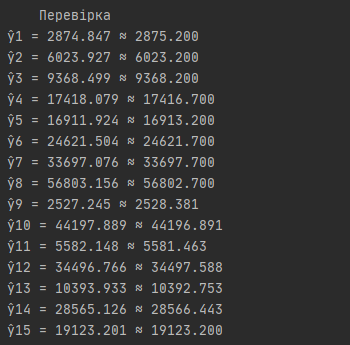 Перевірка
ŷ1 = 2874.847 ≈ 2875.200
ŷ2 = 6023.927 ≈ 6023.200
ŷ3 = 9368.499 ≈ 9368.200
ŷ4 = 17418.079 ≈ 17416.700
ŷ5 = 16911.924 ≈ 16913.200
ŷ6 = 24621.504 ≈ 24621.700
ŷ7 = 33697.076 ≈ 33697.700
ŷ8 = 56803.156 ≈ 56802.700
ŷ9 = 2527.245 ≈ 2528.381
ŷ10 = 44197.889 ≈ 44196.891
ŷ11 = 5582.148 ≈ 5581.463
ŷ12 = 34496.766 ≈ 34497.588
ŷ13 = 10393.933 ≈ 10392.753
ŷ14 = 28565.126 ≈ 28566.443
ŷ15 = 19123.201 ≈ 19123.200